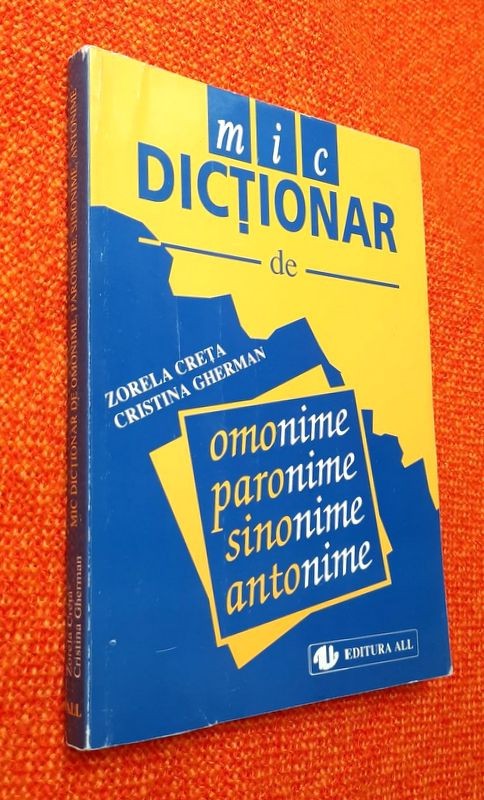 mic
DICȚIONAR
de
ZORELA CREȚA
CRISTINA GHERMAN
omonime
paronime
sinonime
antonime
EDITURA ALL
Zorela Creța
Cristina Gherman
MIC DICȚIONAR DE OMONIME, PARONIME, SINONIME, ANTONIME
ALL